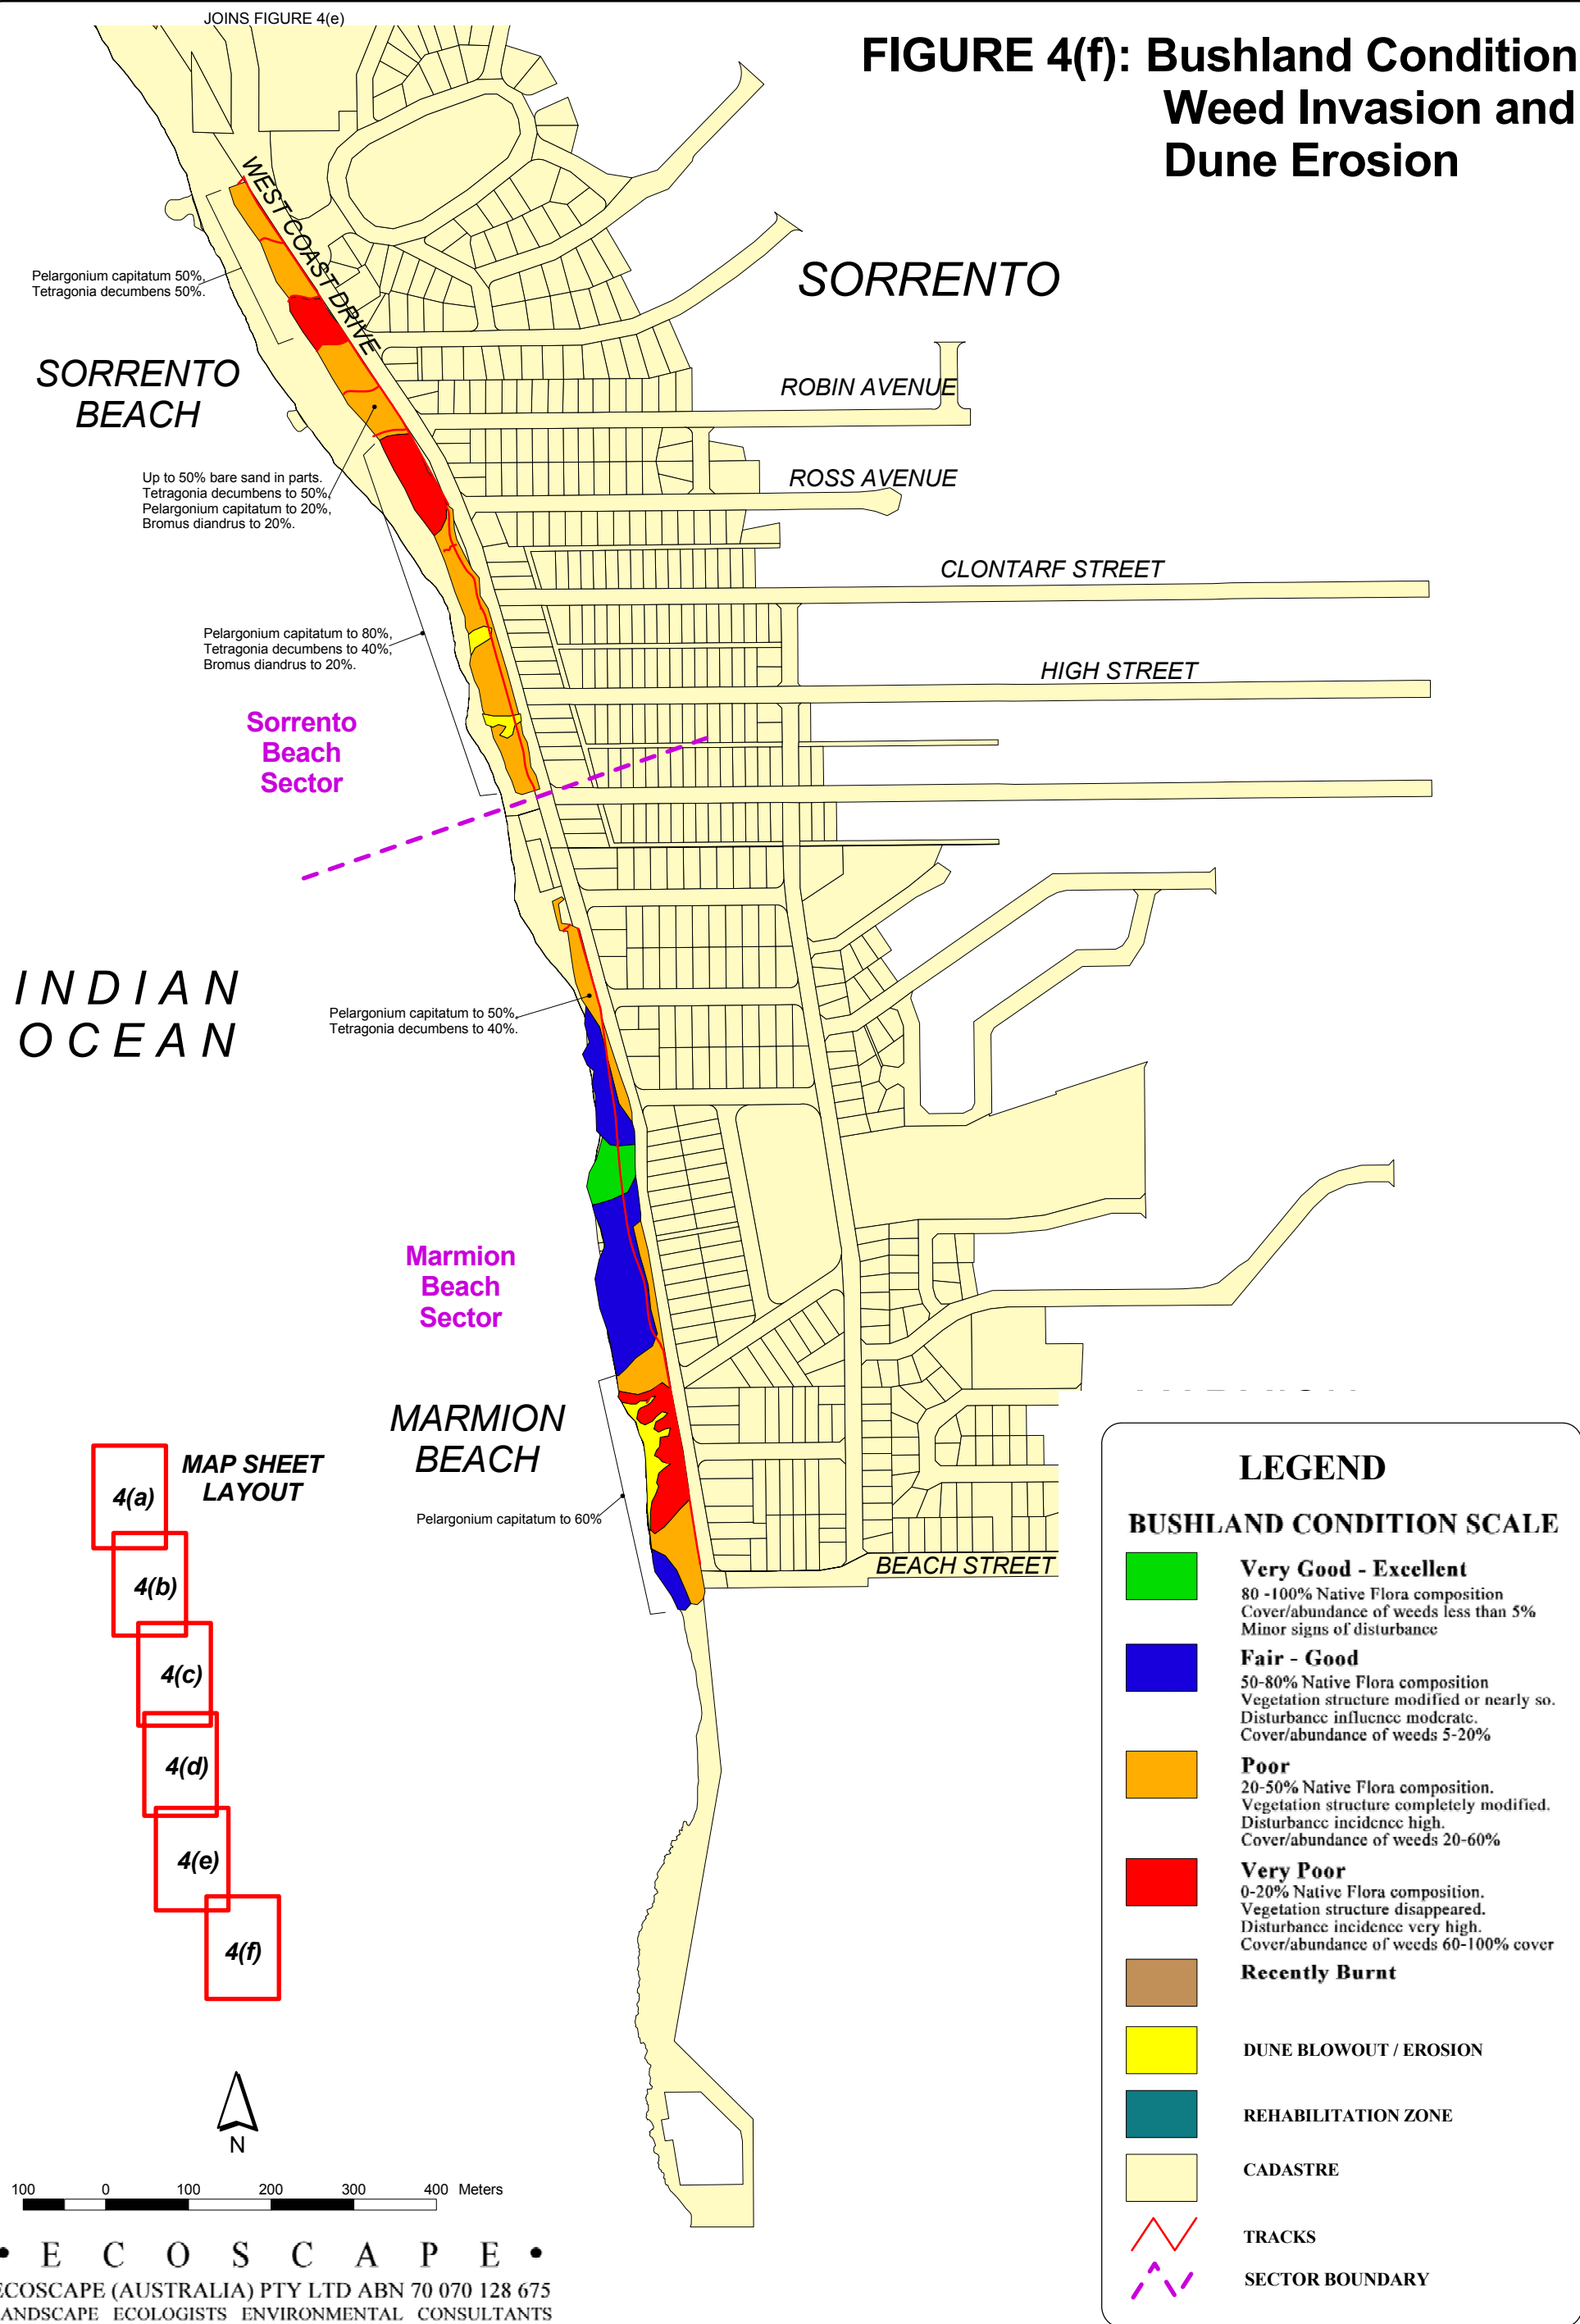 JOINS FIGURE 4(e)
FIGURE 4(f): Bushland Condition
Weed Invasion and
Dune Erosion
WEST COAST DRIVE
Pelargonium capitatum 50%,
Tetragonia decumbens 50%.
SORRENTO
SORRENTO
BEACH
ROBIN AVENUE
ROSS AVENUE
Up to 50% bare sand in parts.
Tetragonia decumbens to 50%,
Pelargonium capitatum to 20%,
Bromus diandrus to 20%.
CLONTARF STREET
Pelargonium capitatum to 80%,
Tetragonia decumbens to 40%,
Bromus diandrus to 20%.
HIGH STREET
Sorrento
Beach
Sector
INDIAN
OCEAN
Pelargonium capitatum to 50%,
Tetragonia decumbens to 40%.
Marmion
Beach
Sector
MARMION
BEACH
Pelargonium capitatum to 60%
BEACH STREET
MAP SHEET
LAYOUT
4(a)
4(b)
4(c)
4(d)
4(e)
4(f)
N
100 0 100 200 300 400 Meters
• E C O S C A P E •
ECOSCAPE (AUSTRALIA) PTY LTD ABN 70 070 128 675
LANDSCAPE ECOLOGISTS ENVIRONMENTAL CONSULTANTS
LEGEND
BUSHLAND CONDITION SCALE
Very Good - Excellent
80 -100% Native Flora composition
Cover/abundance of weeds less than 5%
Minor signs of disturbance
Fair - Good
50-80% Native Flora composition
Vegetation structure modified or nearly so.
Disturbance influence moderate.
Cover/abundance of weeds 5-20%
Poor
20-50% Native Flora composition.
Vegetation structure completely modified.
Disturbance incidence high.
Cover/abundance of weeds 20-60%
Very Poor
0-20% Native Flora composition.
Vegetation structure disappeared.
Disturbance incidence very high.
Cover/abundance of weeds 60-100% cover
Recently Burnt
DUNE BLOWOUT / EROSION
REHABILITATION ZONE
CADASTRE
TRACKS
SECTOR BOUNDARY